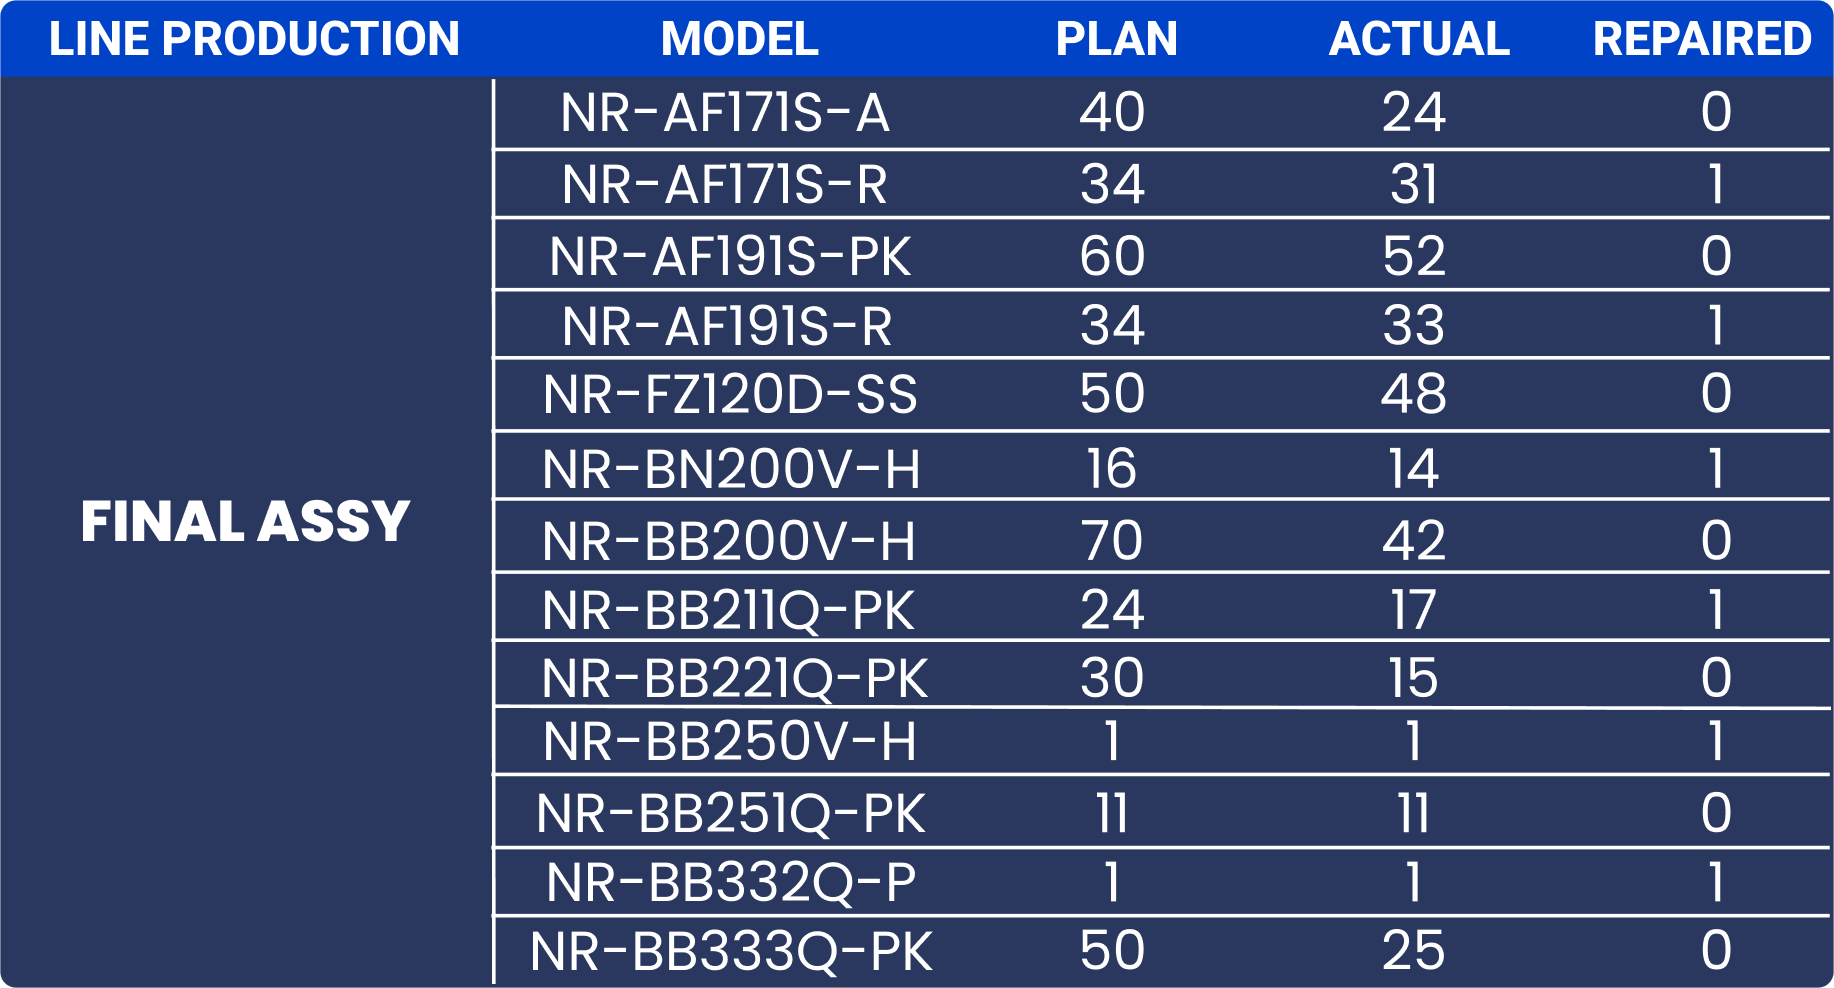 LINE PRODUCTION MODEL PLAN ACTUAL REPAIRED
NR-AF171S-A 40 24 0
NR-AF171S-R 34 31 1
NR-AF191S-PK 60 52 0
NR-AF191S-R 34 33 1
NR-FZ120D-SS 50 48 0
NR-BN200V-H 16 14 1
FINAL ASSY
NR-BB200V-H 70 42 0
NR-BB211Q-PK 24 17 1
NR-BB221Q-PK 30 15 0
NR-BB250V-H 1 1 1
NR-BB251Q-PK 11 11 0
NR-BB332Q-P 1 1 1
NR-BB333Q-PK 50 25 0